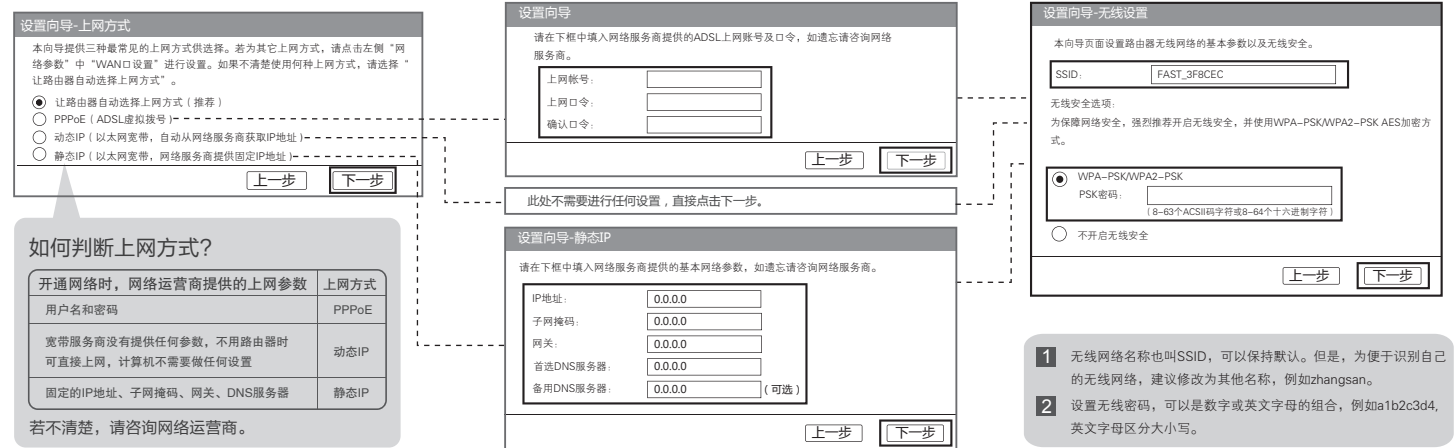 设置向导-上网方式
本向导提供三种最常见的上网方式供选择。若为其它上网方式，请点击左侧“网
络参数”中“WAN口设置”进行设置。如果不清楚使用何种上网方式，请选择“
让路由器自动选择上网方式”。
让路由器自动选择上网方式（推荐）
PPPoE（ADSL虚拟拨号）
动态IP（以太网宽带，自动从网络服务商获取IP地址）
静态IP（以太网宽带，网络服务商提供固定IP地址）
上一步 下一步
如何判断上网方式?
开通网络时，网络运营商提供的上网参数 上网方式
用户名和密码 PPPoE
宽带服务商没有提供任何参数，不用路由器时
可直接上网，计算机不需要做任何设置 动态IP
固定的IP地址、子网掩码、网关、DNS服务器 静态IP
若不清楚，请咨询网络运营商。
设置向导
请在下框中填入网络服务商提供的ADSL上网账号及口令，如遗忘请咨询网络
服务商。
上网帐号：
上网口令：
确认口令：
上一步 下一步
此处不需要进行任何设置，直接点击下一步。
设置向导-静态IP
请在下框中填入网络服务商提供的基本网络参数，如遗忘请咨询网络服务商。
IP地址： 0.0.0.0
子网掩码： 0.0.0.0
网关： 0.0.0.0
首选DNS服务器： 0.0.0.0
备用DNS服务器： 0.0.0.0 （可选）
上一步 下一步
设置向导-无线设置
本向导页面设置路由器无线网络的基本参数以及无线安全。
SSID： FAST_3F8CEC
无线安全选项：
为保障网络安全，强烈推荐开启无线安全，并使用WPA-PSK/WPA2-PSK AES加密方
式。
WPA-PSK/WPA2-PSK
PSK密码：
（8-63个ACSII码字符或8-64个十六进制字符）
不开启无线安全
上一步 下一步
1 无线网络名称也叫SSID，可以保持默认。但是，为便于识别自己
的无线网络，建议修改为其他名称，例如zhangsan。
2 设置无线密码，可以是数字或英文字母的组合，例如a1b2c3d4,
英文字母区分大小写。